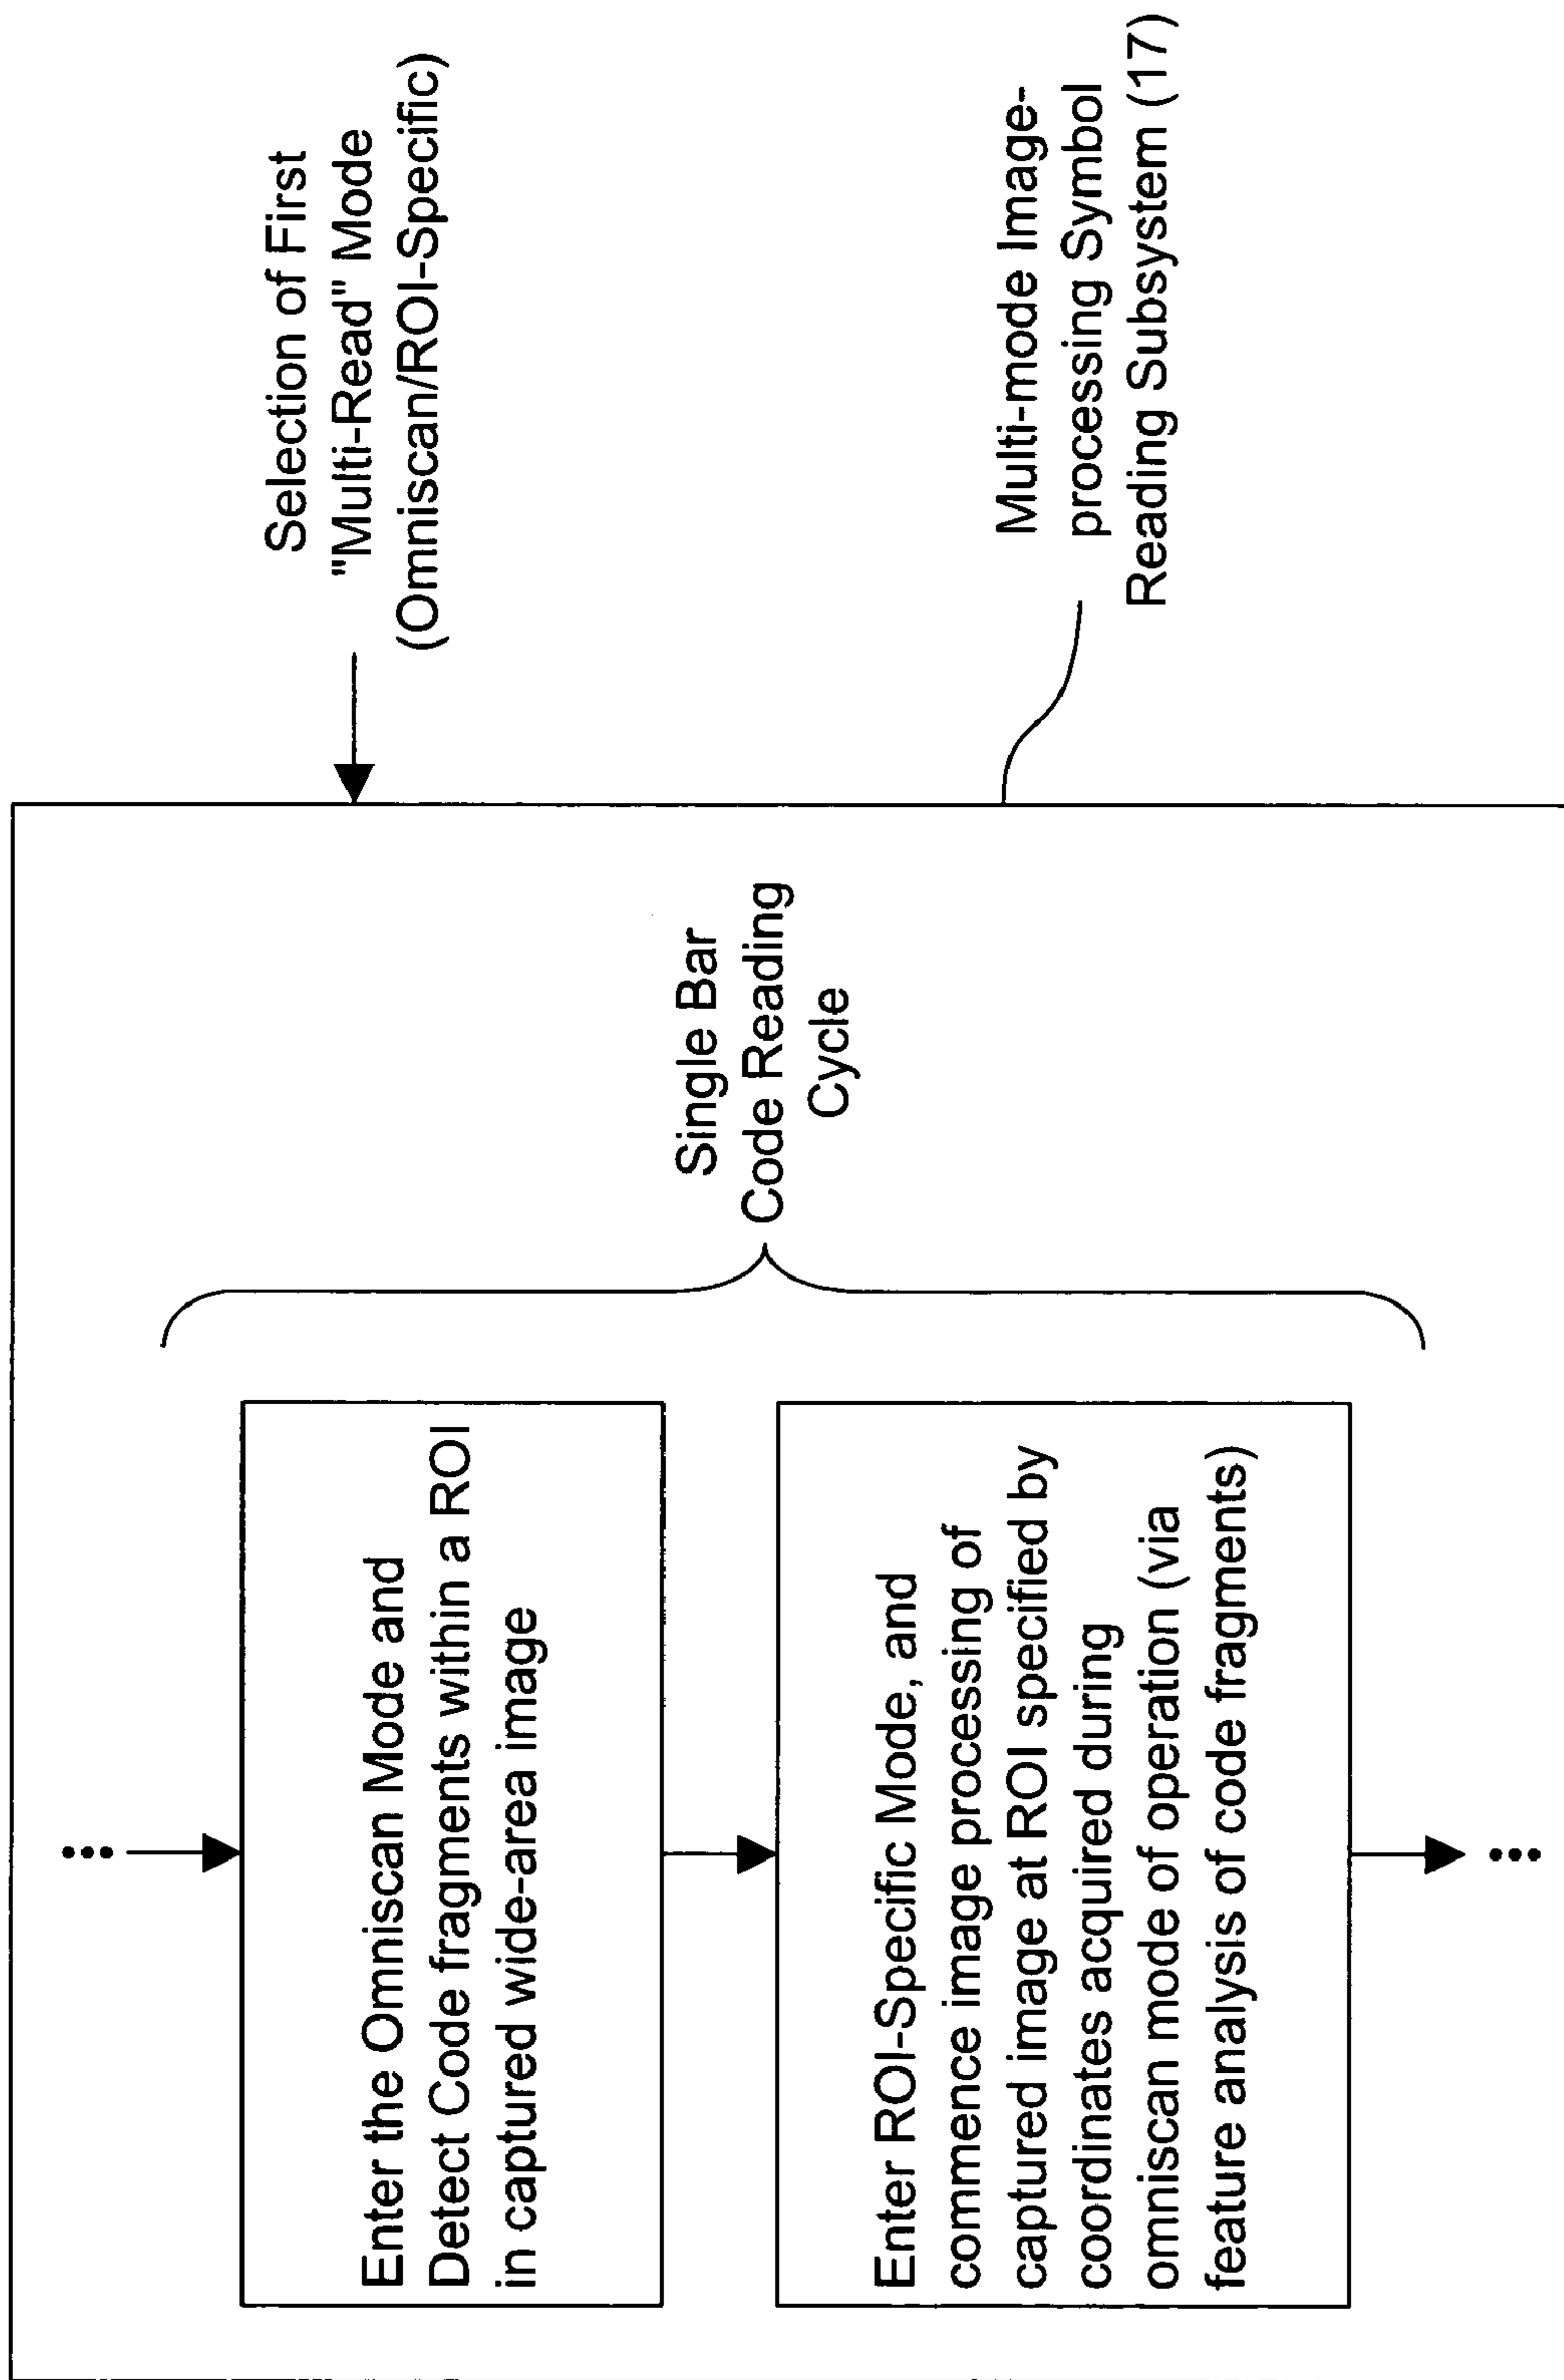 Selection of First
"Multi-Read" Mode
(Omniscan/ROI-Specific)
Multi-mode Image-
processing Symbol
Reading Subsystem (17)
Single Bar
Code Reading
Cycle
Enter the Omniscan Mode and
Detect Code fragments within a ROI
in captured wide-area image
Enter ROI-Specific Mode, and
commence image processing of
captured image at ROI specified by
coordinates acquired during
omniscan mode of operation (via
feature analysis of code fragments)